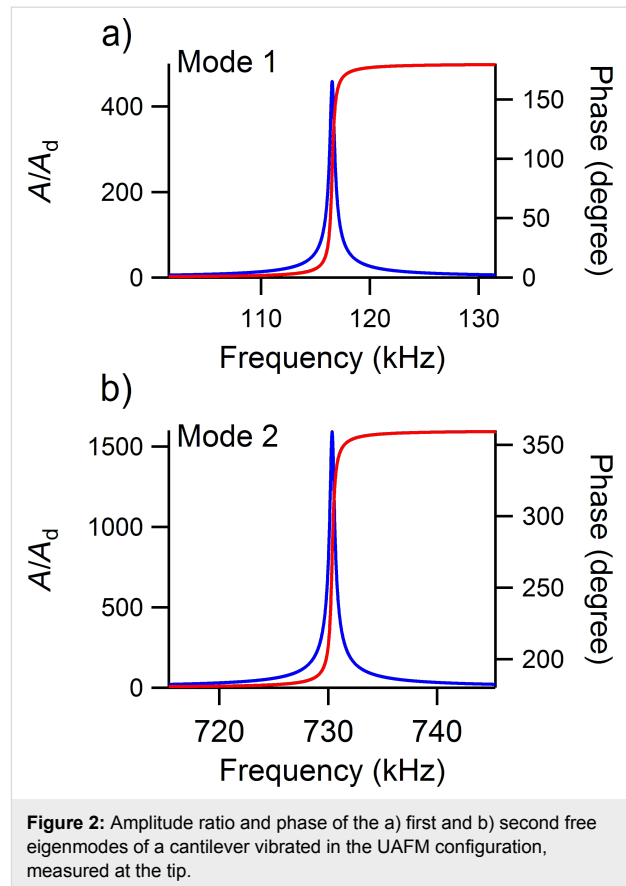 a)
Mode 1
400
200
0
A/Ad
150
100
50
0
Phase (degree)
110 120 130
Frequency (kHz)
b)
Mode 2
1500
1000
500
0
A/Ad
350
300
250
200
Phase (degree)
720 730 740
Frequency (kHz)
Figure 2: Amplitude ratio and phase of the a) first and b) second free
eigenmodes of a cantilever vibrated in the UAFM configuration,
measured at the tip.